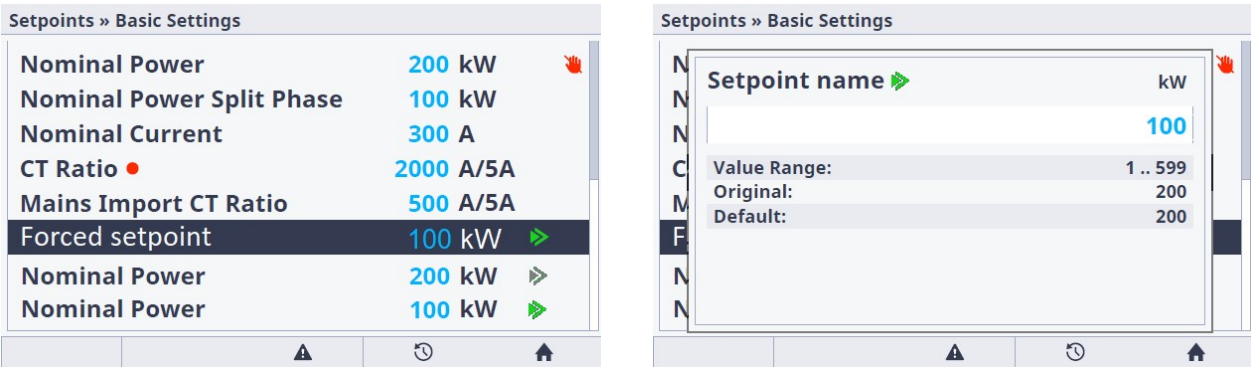 Setpoints » Basic Settings
Nominal Power 200 kW
Nominal Power Split Phase 100 kW
Nominal Current 300 A
CT Ratio 2000 A/5A
Mains Import CT Ratio 500 A/5A
Forced setpoint 100 kW
Nominal Power 200 kW
Nominal Power 100 kW
Setpoints » Basic Settings
Setpoint name kW
100
Value Range: 1 .. 599
Original: 200
Default: 200